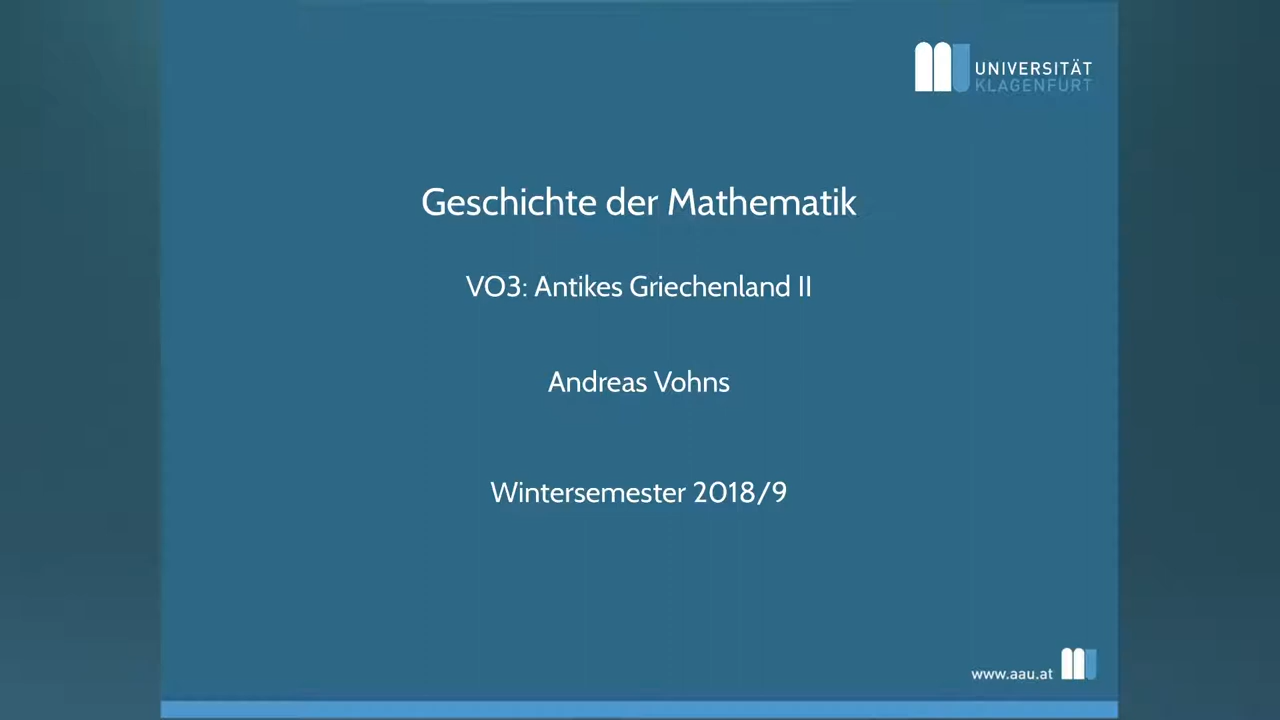 UNIVERSITÄT
KLAGENFURT
Geschichte der Mathematik
VO3: Antikes Griechenland II
Andreas Vohns
Wintersemester 2018/9
www.aau.at